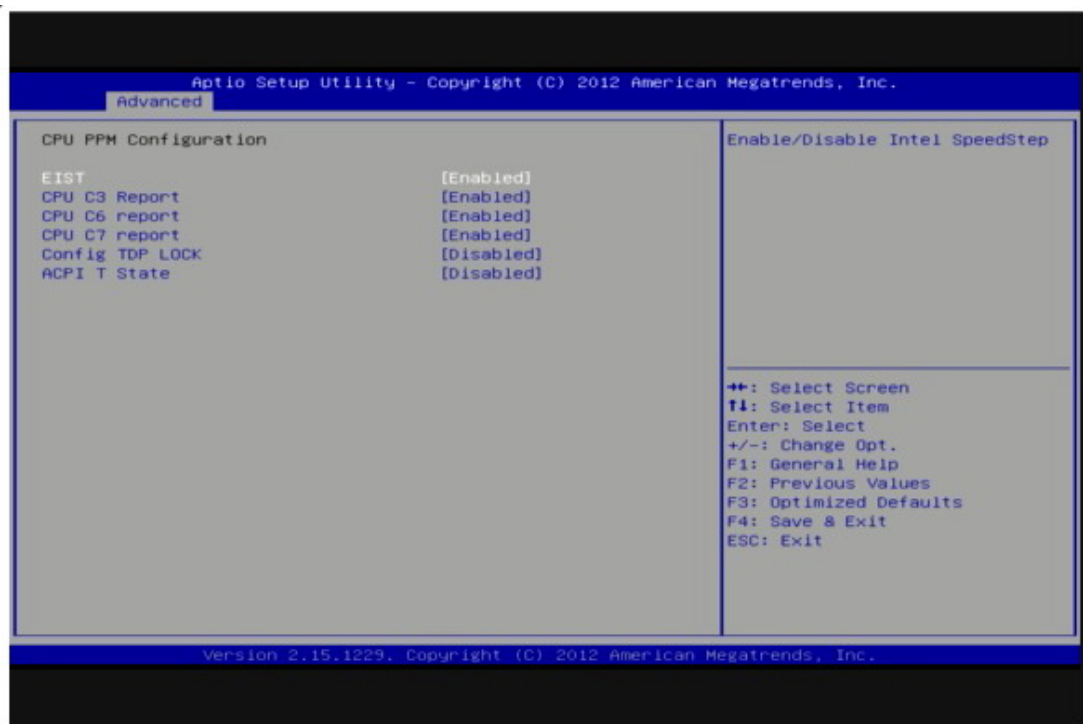 Aptio Setup Utility – Copyright (C) 2012 American Megatrends, Inc.
Advanced
CPU PPM Configuration
EIST [Enabled]
CPU C3 Report [Enabled]
CPU C6 report [Enabled]
CPU C7 report [Enabled]
Config TDP LOCK [Disabled]
ACPI T State [Disabled]
Enable/Disable Intel SpeedStep
→←: Select Screen
↑↓: Select Item
Enter: Select
+/-: Change Opt.
F1: General Help
F2: Previous Values
F3: Optimized Defaults
F4: Save & Exit
ESC: Exit
Version 2.15.1229. Copyright (C) 2012 American Megatrends, Inc.